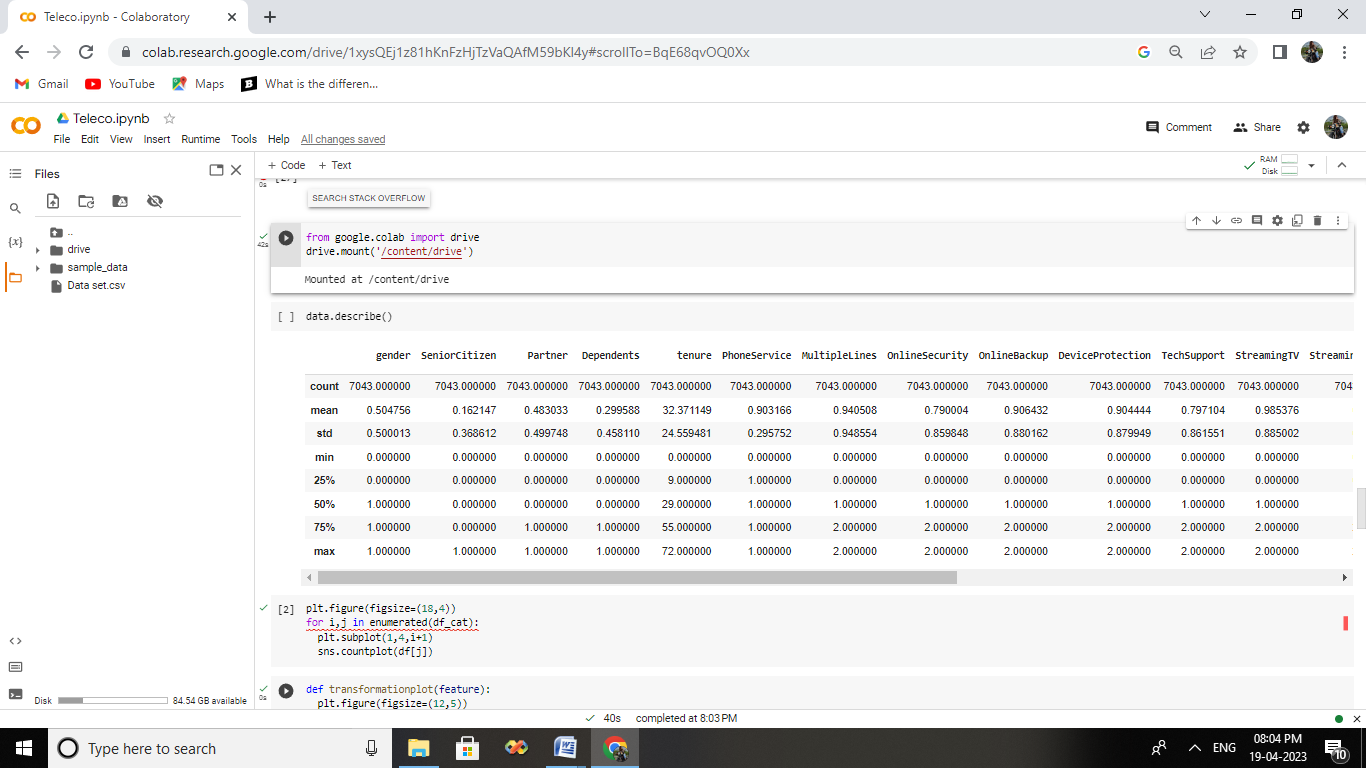 Teleco.ipynb - Colaboratory
colab.research.google.com/drive/1xysQEj1z81hKnFzHjTzVaQAfM59bKl4y#scrollTo=BqE68qvOQ0Xx
Gmail YouTube Maps What is the differen...
Teleco.ipynb
File Edit View Insert Runtime Tools Help All changes saved
Comment Share
Files
+ Code + Text
RAM
Disk
0s
SEARCH STACK OVERFLOW
..
drive
sample_data
Data set.csv
42s
from google.colab import drive
drive.mount('/content/drive')
Mounted at /content/drive
[ ] data.describe()
gender SeniorCitizen Partner Dependents tenure PhoneService MultipleLines OnlineSecurity OnlineBackup DeviceProtection TechSupport StreamingTV Streamin
count 7043.000000 7043.000000 7043.000000 7043.000000 7043.000000 7043.000000 7043.000000 7043.000000 7043.000000 7043.000000 7043.000000 7043.000000 704
mean 0.504756 0.162147 0.483033 0.299588 32.371149 0.903166 0.940508 0.790004 0.906432 0.904444 0.797104 0.985376
std 0.500013 0.368612 0.499748 0.458110 24.559481 0.295752 0.948554 0.859848 0.880162 0.879949 0.861551 0.885002
min 0.000000 0.000000 0.000000 0.000000 0.000000 0.000000 0.000000 0.000000 0.000000 0.000000 0.000000 0.000000
25% 0.000000 0.000000 0.000000 0.000000 9.000000 1.000000 0.000000 0.000000 0.000000 0.000000 0.000000 0.000000
50% 1.000000 0.000000 0.000000 0.000000 29.000000 1.000000 1.000000 1.000000 1.000000 1.000000 1.000000 1.000000
75% 1.000000 0.000000 1.000000 1.000000 55.000000 1.000000 2.000000 2.000000 2.000000 2.000000 2.000000 2.000000
max 1.000000 1.000000 1.000000 1.000000 72.000000 1.000000 2.000000 2.000000 2.000000 2.000000 2.000000 2.000000
[2] plt.figure(figsize=(18,4))
for i,j in enumerated(df_cat):
plt.subplot(1,4,i+1)
sns.countplot(df[j])
0s
def transformationplot(feature):
plt.figure(figsize=(12,5))
Disk 84.54 GB available
40s completed at 8:03 PM
Type here to search
ENG
08:04 PM
19-04-2023
10